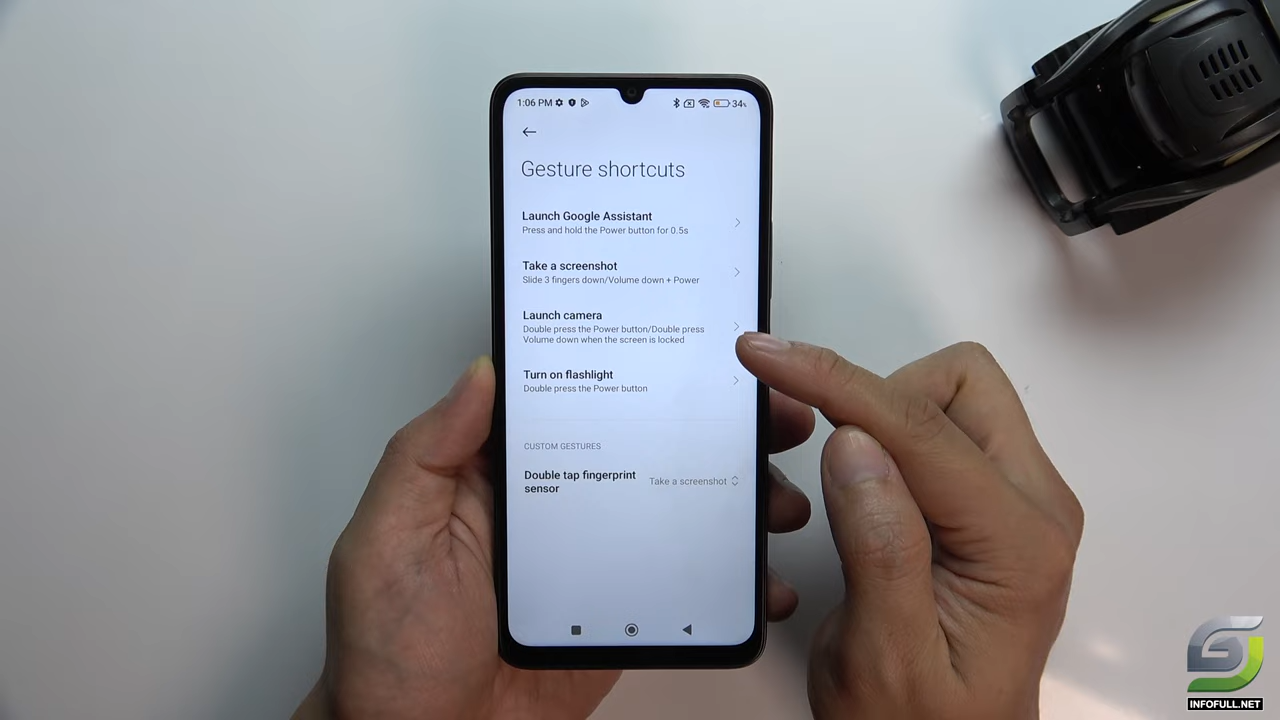 1:06 PM 34%
Gesture shortcuts
Launch Google Assistant
Press and hold the Power button for 0.5s
Take a screenshot
Slide 3 fingers down/Volume down + Power
Launch camera
Double press the Power button/Double press
Volume down when the screen is locked
Turn on flashlight
Double press the Power button
CUSTOM GESTURES
Double tap fingerprint
sensor
Take a screenshot
INFOFULL.NET